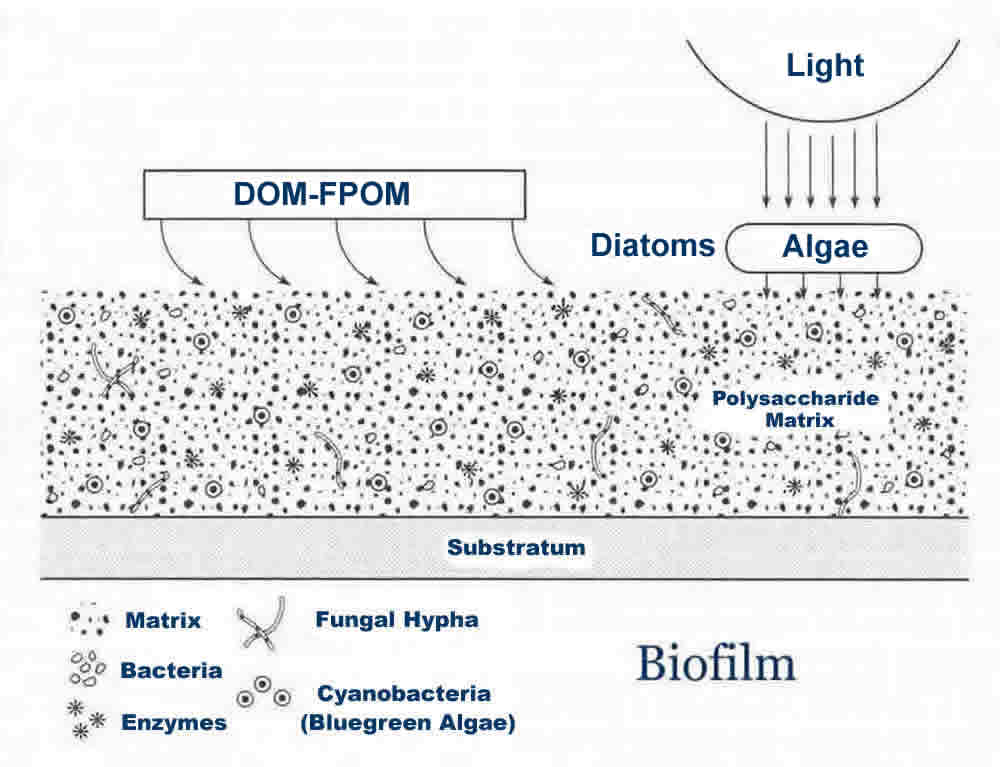 Light
DOM-FPOM
Diatoms
Algae
Polysaccharide
Matrix
Substratum
Matrix
Fungal Hypha
Bacteria
Cyanobacteria
(Bluegreen Algae)
Enzymes
Biofilm